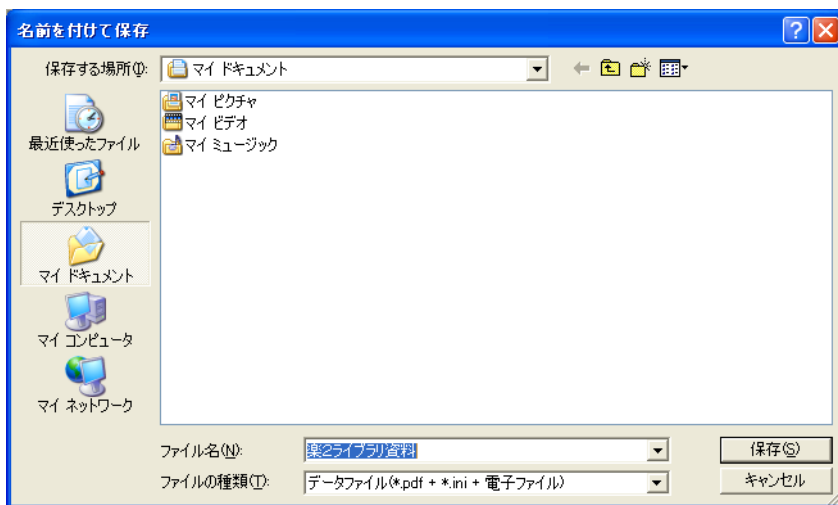 名前を付けて保存
保存する場所(I):
マイ ドキュメント
最近使ったファイル
デスクトップ
マイ ドキュメント
マイ コンピュータ
マイ ネットワーク
マイ ピクチャ
マイ ビデオ
マイ ミュージック
ファイル名(N):
楽2ライブラリ資料
保存(S)
ファイルの種類(T):
データファイル(*.pdf + *.ini + 電子ファイル)
キャンセル